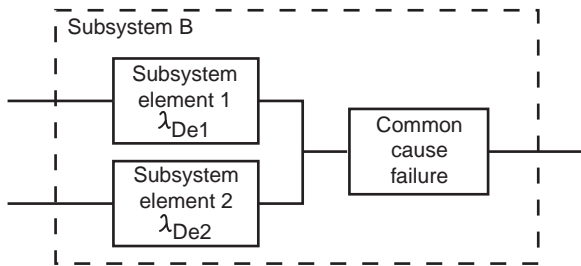 Subsystem B
Subsystem
element 1
λDe1
Common
cause
failure
Subsystem
element 2
λDe2